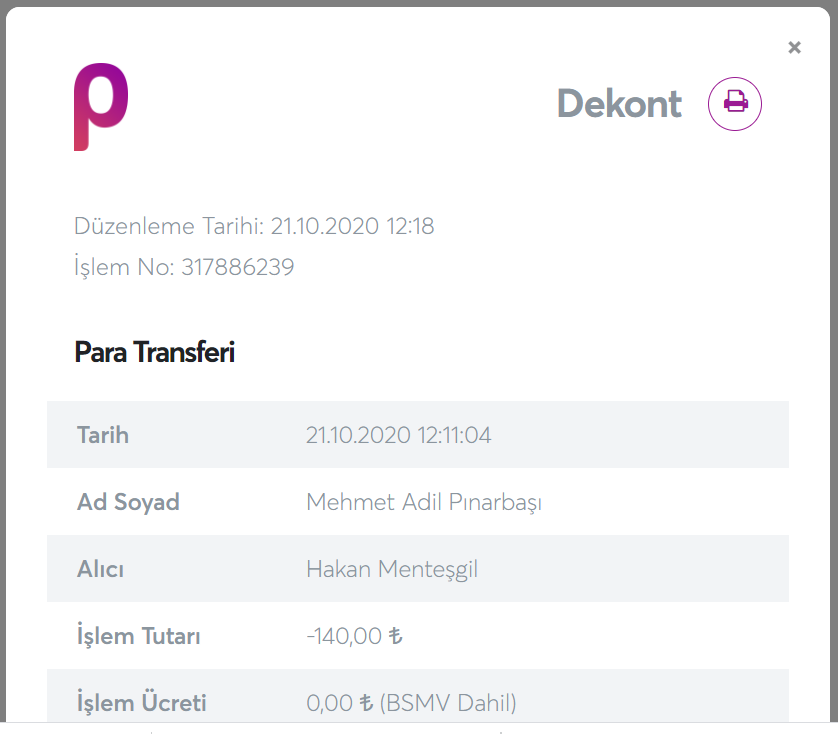 ×
p
Dekont
Düzenleme Tarihi: 21.10.2020 12:18
İşlem No: 317886239
Para Transferi
Tarih 21.10.2020 12:11:04
Ad Soyad Mehmet Adil Pınarbaşı
Alıcı Hakan Menteşgil
İşlem Tutarı -140,00 ₺
İşlem Ücreti 0,00 ₺ (BSMV Dahil)